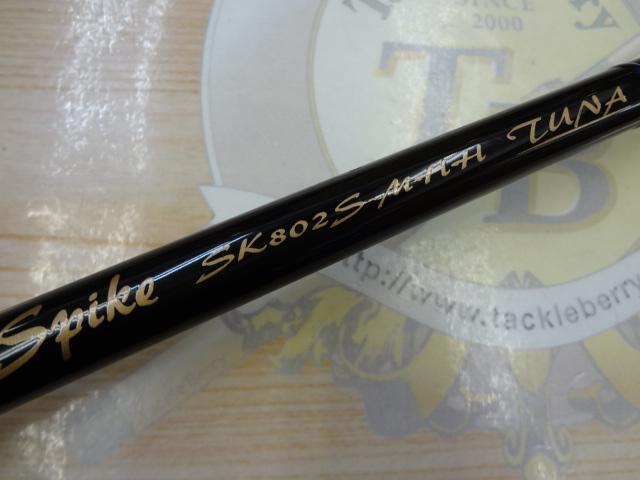 SINCE
2000
TB
Spike SK802S-MHH TUNA
http://www.tackleberry